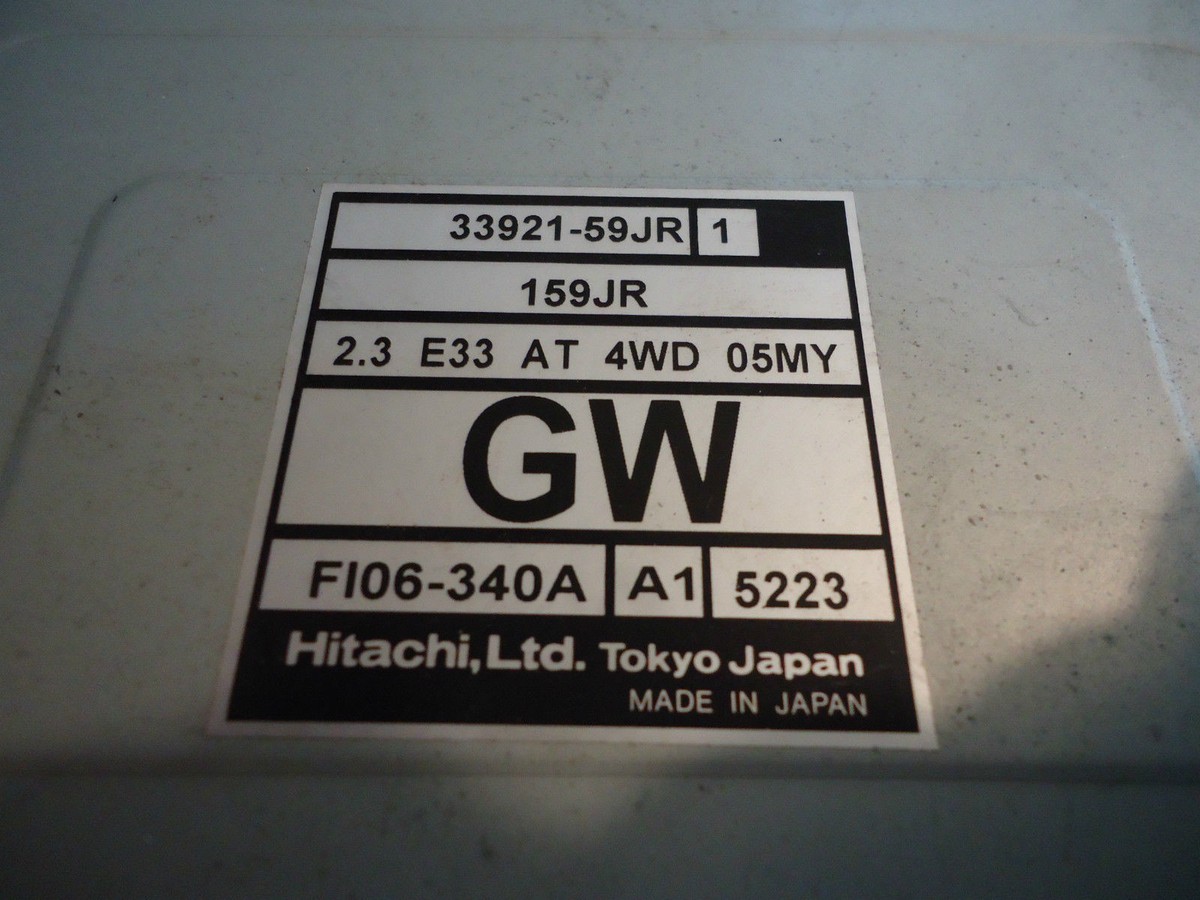 33921-59JR 1
159JR
2.3 E33 AT 4WD 05MY
GW
FI06-340A A1 5223
Hitachi,Ltd. Tokyo Japan
MADE IN JAPAN